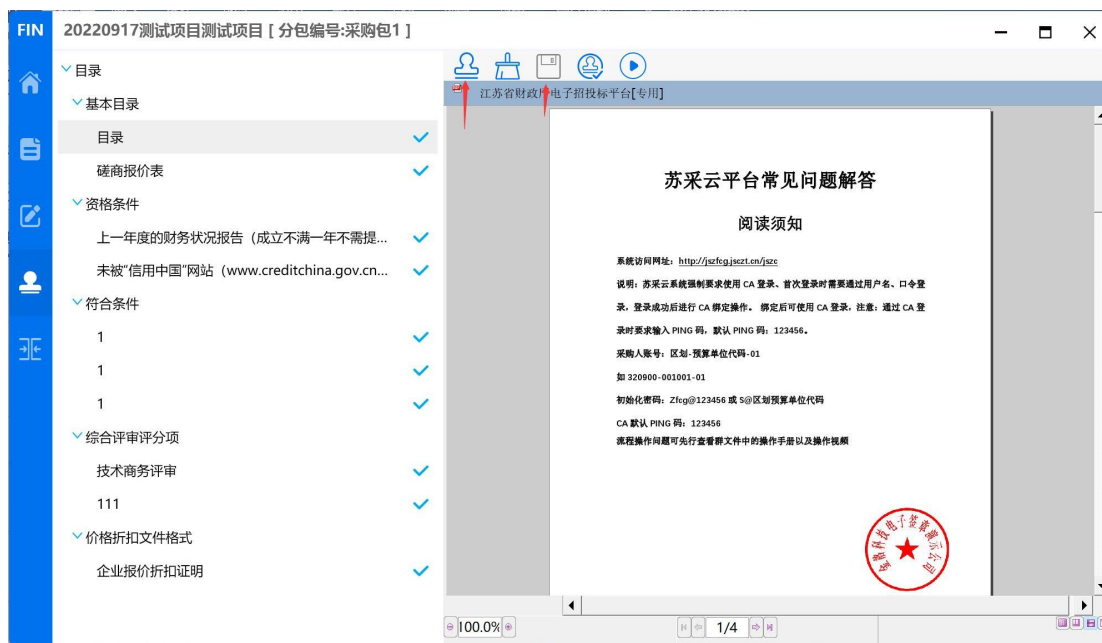 FIN
20220917测试项目测试项目 [ 分包编号:采购包1 ]
目录
基本目录
目录
磋商报价表
资格条件
上一年度的财务状况报告（成立不满一年不需提...
未被"信用中国"网站（www.creditchina.gov.cn...
符合条件
1
1
1
综合评审评分项
技术商务评审
111
价格折扣文件格式
企业报价折扣证明
江苏省财政厅电子招投标平台[专用]
苏采云平台常见问题解答
阅读须知
系统访问网址：http://jszfcg.jsczt.cn/jszc
说明：苏采云系统强制要求使用 CA 登录、首次登录时需要通过用户名、口令登
录，登录成功后进行 CA 绑定操作。 绑定后可使用 CA 登录，注意：通过 CA 登
录时要求输入 PING 码，默认 PING 码：123456。
采购人账号：区划-预算单位代码-01
如 320900-001001-01
初始化密码：Zfcg@123456 或 S@区划预算单位代码
CA 默认 PING 码：123456
流程操作问题可先行查看群文件中的操作手册以及操作视频
100.0%
1/4